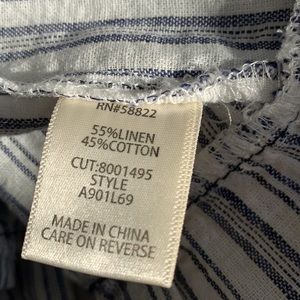 RN#58822
55%LINEN
45%COTTON
CUT:8001495
STYLE
A901L69
MADE IN CHINA
CARE ON REVERSE